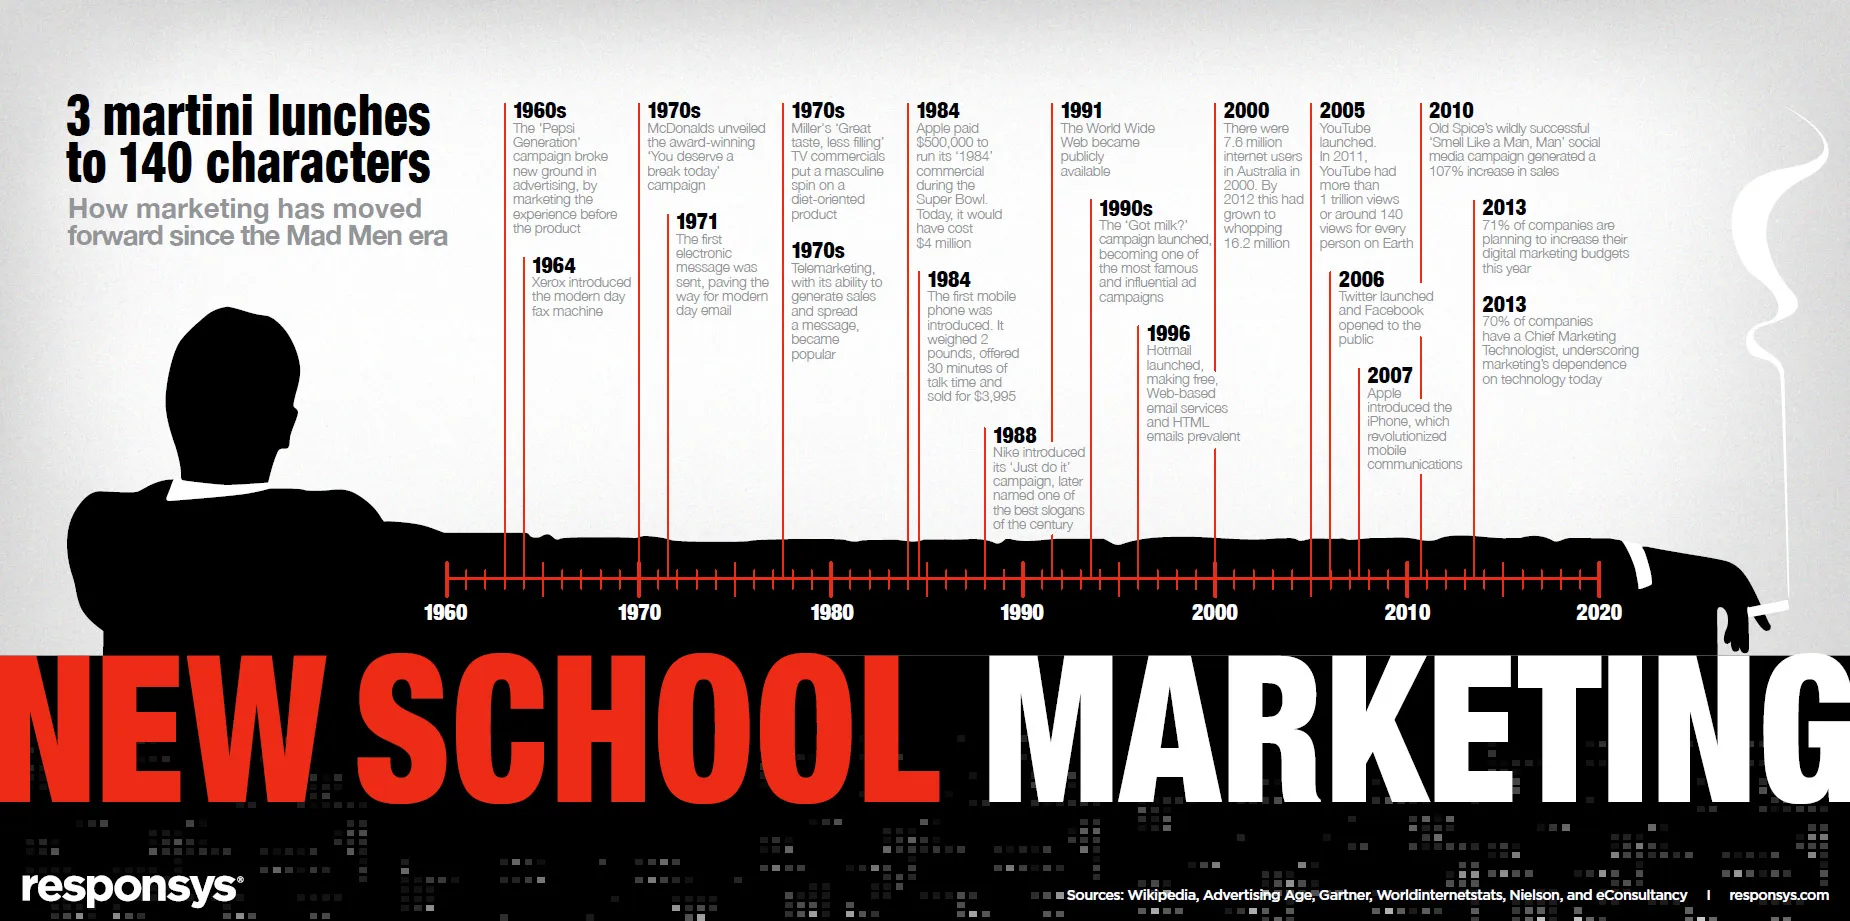 3 martini lunches
to 140 characters
How marketing has moved
forward since the Mad Men era
1960s
The 'Pepsi
Generation'
campaign broke
new ground in
advertising, by
marketing the
experience before
the product
1964
Xerox introduced
the modern day
fax machine
1970s
McDonalds unveiled
the award-winning
'You deserve a
break today'
campaign
1971
The first
electronic
message was
sent, paving the
way for modern
day email
1970s
Miller's 'Great
taste, less filling'
TV commercials
put a masculine
spin on a
diet-oriented
product
1970s
Telemarketing,
with its ability to
generate sales
and spread
a message,
became
popular
1984
Apple paid
$500,000 to
run its '1984'
commercial
during the
Super Bowl.
Today, it would
have cost
$4 million
1984
The first mobile
phone was
introduced. It
weighed 2
pounds, offered
30 minutes of
talk time and
sold for $3,995
1988
Nike introduced
its 'Just do it'
campaign, later
named one of
the best slogans
of the century
1991
The World Wide
Web became
publicly
available
1990s
The 'Got milk?'
campaign launched,
becoming one of
the most famous
and influential ad
campaigns
1996
Hotmail
launched,
making free,
Web-based
email services
and HTML
emails prevalent
2000
There were
7.6 million
internet users
in Australia in
2000. By
2012 this had
grown to
whopping
16.2 million
2005
YouTube
launched.
In 2011,
YouTube had
more than
1 trillion views
or around 140
views for every
person on Earth
2006
Twitter launched
and Facebook
opened to the
public
2007
Apple
introduced the
iPhone, which
revolutionized
mobile
communications
2010
Old Spice's wildly successful
'Smell Like a Man, Man' social
media campaign generated a
107% increase in sales
2013
71% of companies are
planning to increase their
digital marketing budgets
this year
2013
70% of companies
have a Chief Marketing
Technologist, underscoring
marketing's dependence
on technology today
1960 1970 1980 1990 2000 2010 2020
NEW SCHOOL MARKETING
responsys®
Sources: Wikipedia, Advertising Age, Gartner, Worldinternetstats, Nielson, and eConsultancy | responsys.com